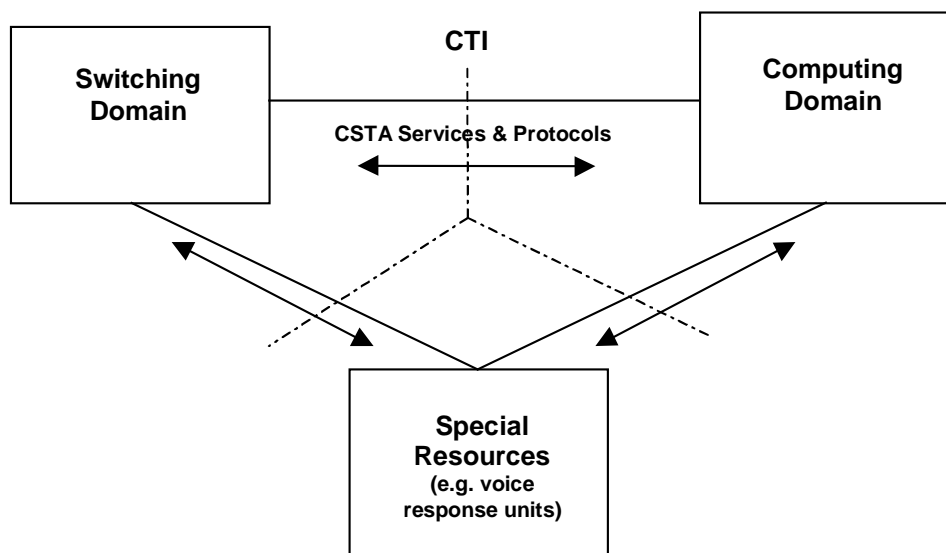 CTI
Switching
Domain
Computing
Domain
CSTA Services & Protocols
Special
Resources
(e.g. voice
response units)